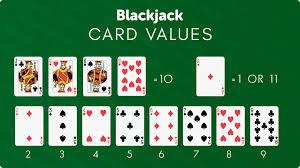 Blackjack
CARD VALUES
=10
=1 OR 11
2 3 4 5 6 7 8 9